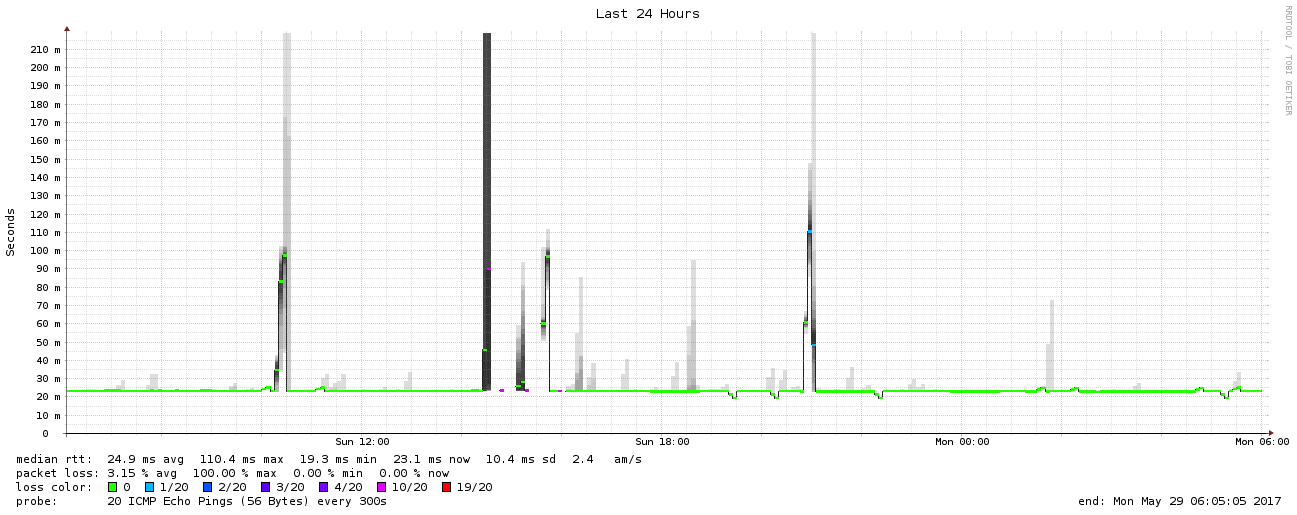 Last 24 Hours
RRDTOOL / TOBI OETIKER
Seconds
210 m
200 m
190 m
180 m
170 m
160 m
150 m
140 m
130 m
120 m
110 m
100 m
90 m
80 m
70 m
60 m
50 m
40 m
30 m
20 m
10 m
0
Sun 12:00 Sun 18:00 Mon 00:00 Mon 06:00
median rtt: 24.9 ms avg 110.4 ms max 19.3 ms min 23.1 ms now 10.4 ms sd 2.4 am/s
packet loss: 3.15 % avg 100.00 % max 0.00 % min 0.00 % now
loss color: 0 1/20 2/20 3/20 4/20 10/20 19/20
probe: 20 ICMP Echo Pings (56 Bytes) every 300s end: Mon May 29 06:05:05 2017